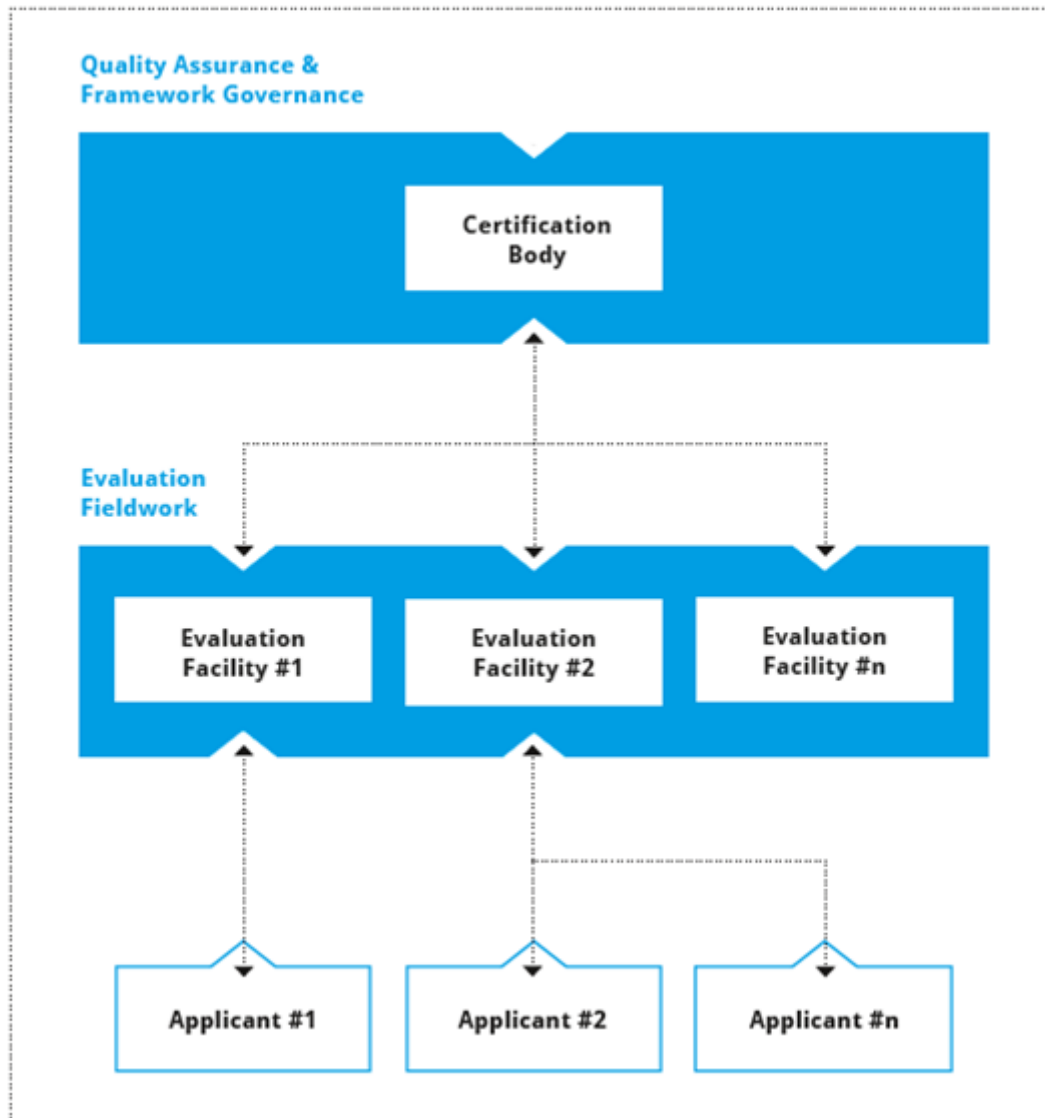 Quality Assurance &
Framework Governance
Certification
Body
Evaluation
Fieldwork
Evaluation
Facility #1
Evaluation
Facility #2
Evaluation
Facility #n
Applicant #1
Applicant #2
Applicant #n